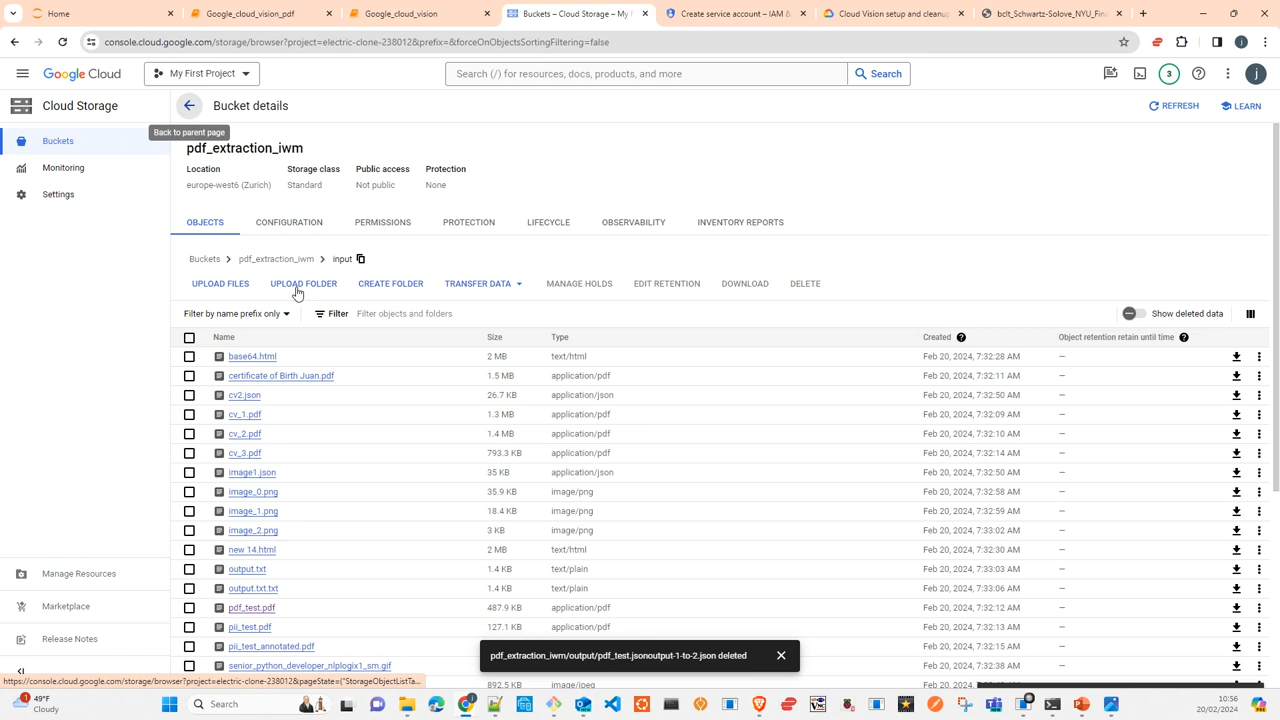 Home
Google_cloud_vision_pdf
Google_cloud_vision
Buckets – Cloud Storage – My F
Create service account – IAM &
Cloud Vision setup and cleanup
bclt_Schwartz-Solove_NYU_Fina
console.cloud.google.com/storage/browser?project=electric-clone-238012&prefix=&forceOnObjectsSortingFiltering=false
Google Cloud
My First Project
Search (/) for resources, docs, products, and more
Search
3
j
Cloud Storage
Bucket details
REFRESH
LEARN
Back to parent page
Buckets
Monitoring
Settings
pdf_extraction_iwm
Location Storage class Public access Protection
europe-west6 (Zurich) Standard Not public None
OBJECTS CONFIGURATION PERMISSIONS PROTECTION LIFECYCLE OBSERVABILITY INVENTORY REPORTS
Buckets > pdf_extraction_iwm > input
UPLOAD FILES UPLOAD FOLDER CREATE FOLDER TRANSFER DATA MANAGE HOLDS EDIT RETENTION DOWNLOAD DELETE
Filter by name prefix only Filter Filter objects and folders Show deleted data
Name Size Type Created Object retention retain until time
base64.html 2 MB text/html Feb 20, 2024, 7:32:28 AM —
certificate of Birth Juan.pdf 1.5 MB application/pdf Feb 20, 2024, 7:32:11 AM —
cv2.json 26.7 KB application/json Feb 20, 2024, 7:32:50 AM —
cv_1.pdf 1.3 MB application/pdf Feb 20, 2024, 7:32:09 AM —
cv_2.pdf 1.4 MB application/pdf Feb 20, 2024, 7:32:10 AM —
cv_3.pdf 793.3 KB application/pdf Feb 20, 2024, 7:32:14 AM —
image1.json 35 KB application/json Feb 20, 2024, 7:32:50 AM —
image_0.png 35.9 KB image/png Feb 20, 2024, 7:32:58 AM —
image_1.png 18.4 KB image/png Feb 20, 2024, 7:32:59 AM —
image_2.png 3 KB image/png Feb 20, 2024, 7:33:02 AM —
new 14.html 2 MB text/html Feb 20, 2024, 7:32:30 AM —
output.txt 1.4 KB text/plain Feb 20, 2024, 7:33:03 AM —
output.txt.txt 1.4 KB text/plain Feb 20, 2024, 7:33:06 AM —
pdf_test.pdf 487.9 KB application/pdf Feb 20, 2024, 7:32:12 AM —
pii_test.pdf 127.1 KB application/pdf Feb 20, 2024, 7:32:13 AM —
pii_test_annotated.pdf Feb 20, 2024, 7:32:15 AM —
senior_python_developer_nlplogix1_sm.gif Feb 20, 2024, 7:32:38 AM —
892.5 KB image/jpeg
pdf_extraction_iwm/output/pdf_test.jsonoutput-1-to-2.json deleted
Manage Resources
Marketplace
Release Notes
https://console.cloud.google.com/storage/browser?project=electric-clone-238012&pageState=("StorageObjectListTa...
1
49°F
Cloudy
Search
10:56
20/02/2024